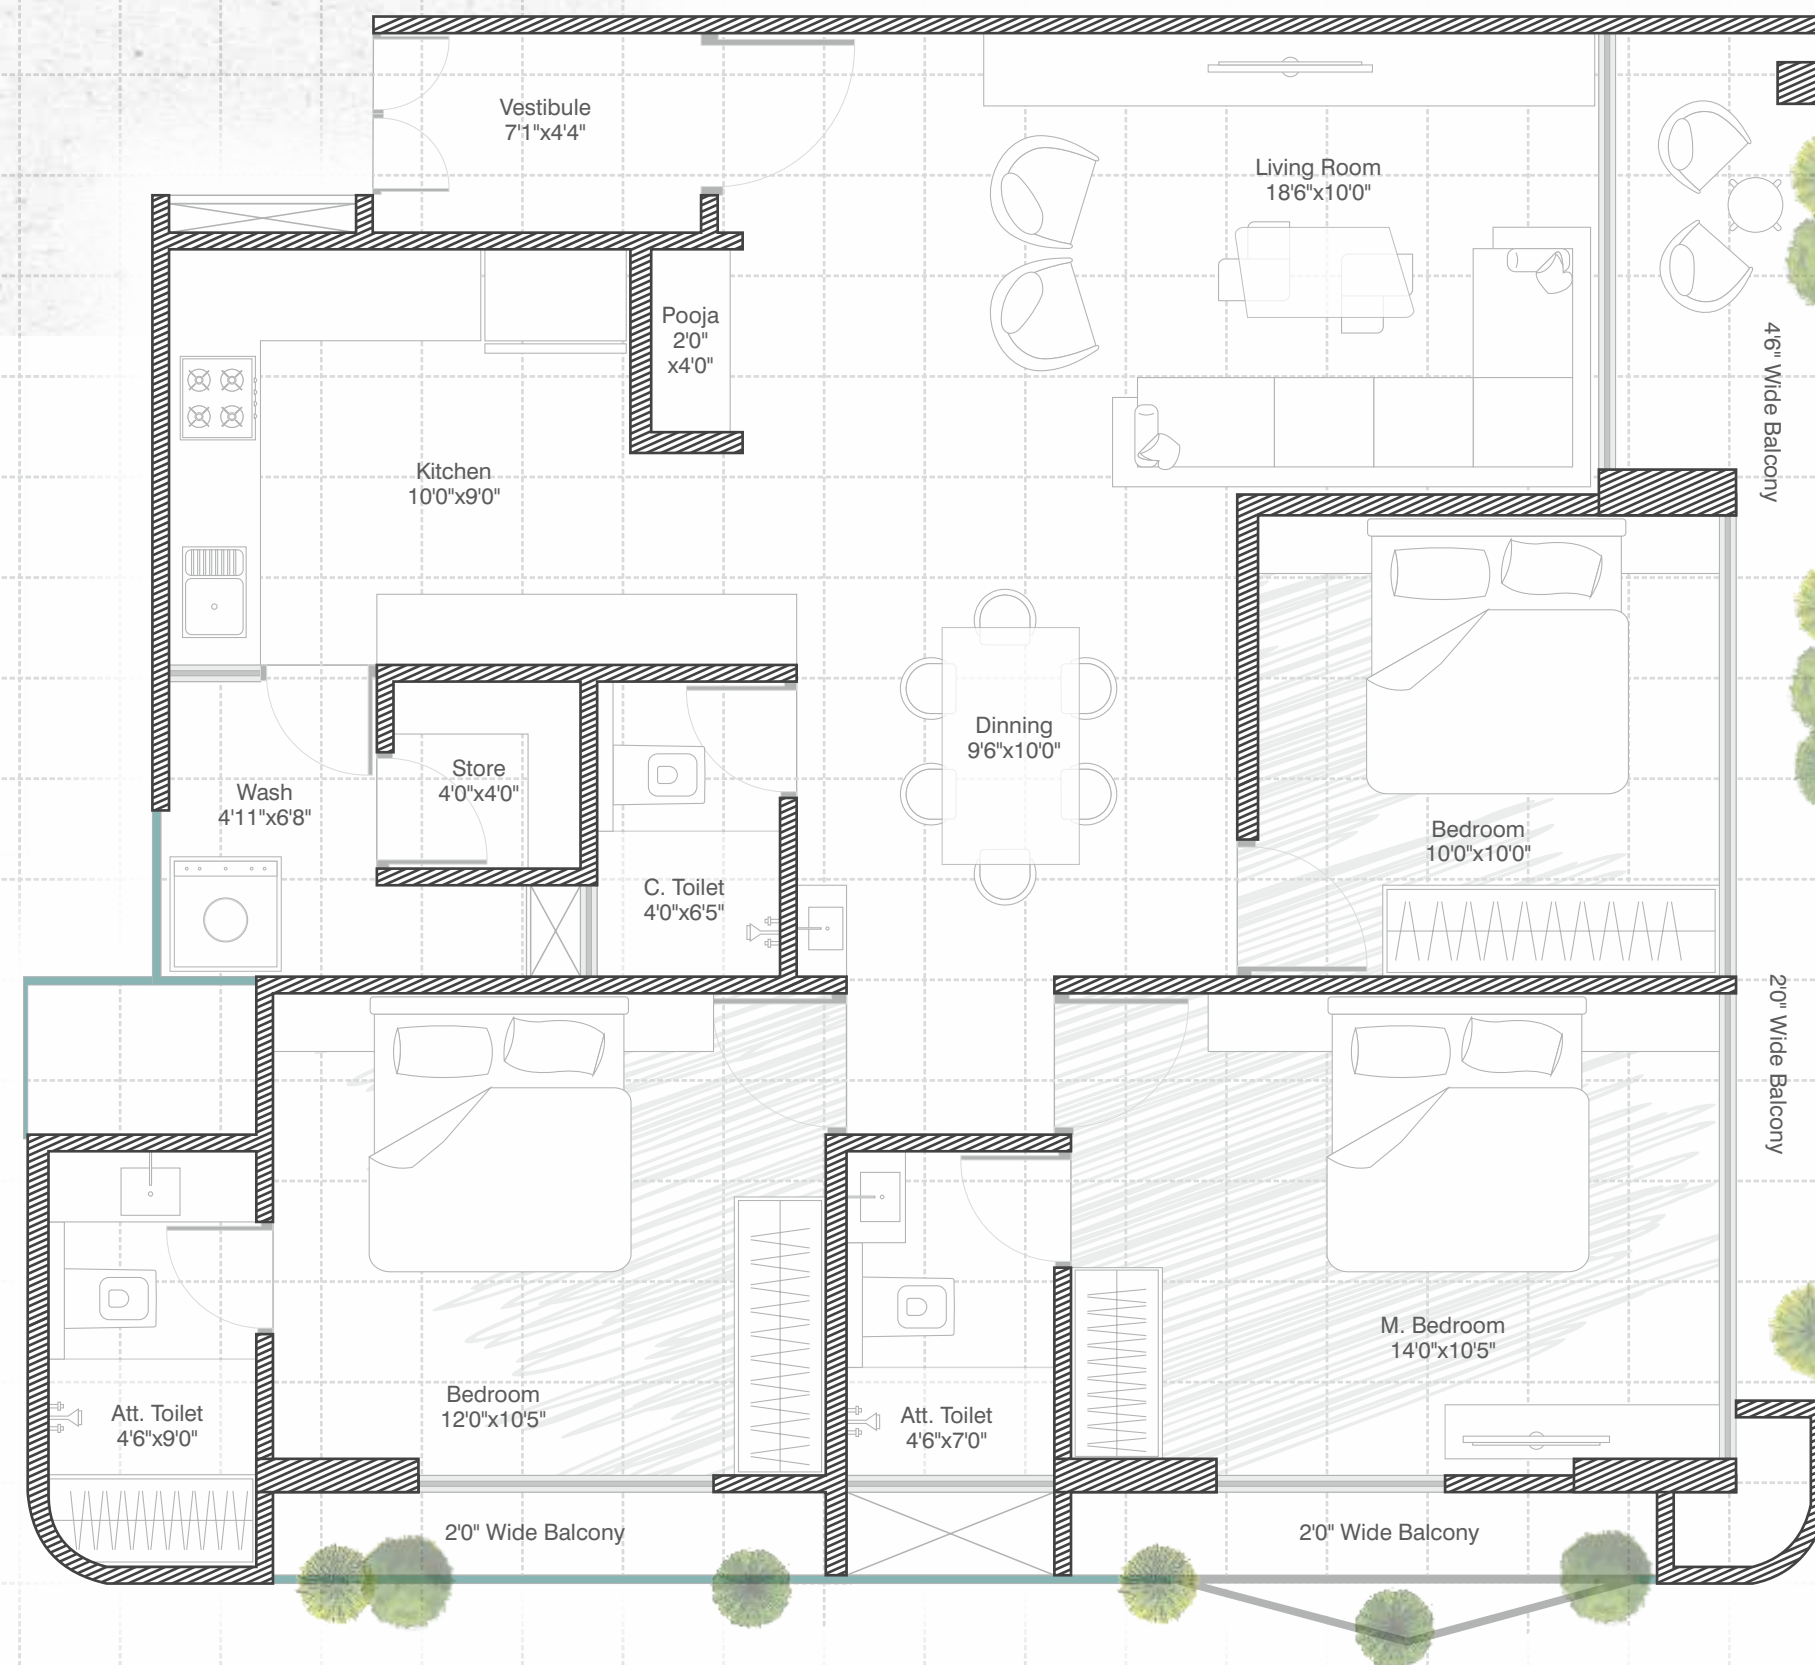 Vestibule
7'1"x4'4"
Living Room
18'6"x10'0"
Pooja
2'0"
x4'0"
4'6" Wide Balcony
Kitchen
10'0"x9'0"
Dinning
9'6"x10'0"
Store
4'0"x4'0"
Wash
4'11"x6'8"
Bedroom
10'0"x10'0"
C. Toilet
4'0"x6'5"
2'0" Wide Balcony
M. Bedroom
14'0"x10'5"
Bedroom
12'0"x10'5"
Att. Toilet
4'6"x9'0"
Att. Toilet
4'6"x7'0"
2'0" Wide Balcony
2'0" Wide Balcony